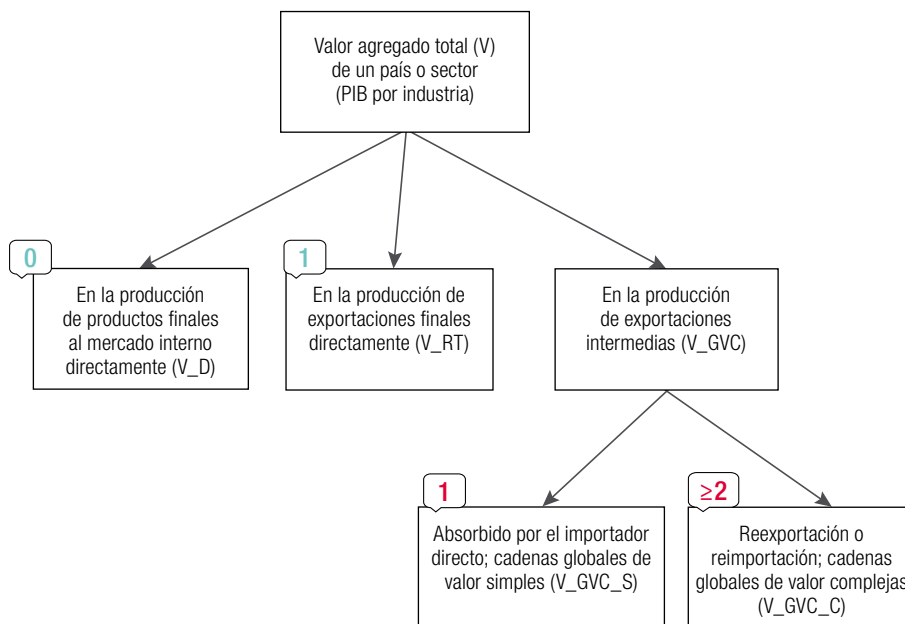 Valor agregado total (V)
de un país o sector
(PIB por industria)
0
En la producción
de productos finales
al mercado interno
directamente (V_D)
1
En la producción de
exportaciones finales
directamente (V_RT)
En la producción
de exportaciones
intermedias (V_GVC)
1
Absorbido por el importador
directo; cadenas globales de
valor simples (V_GVC_S)
≥2
Reexportación o
reimportación; cadenas
globales de valor complejas
(V_GVC_C)